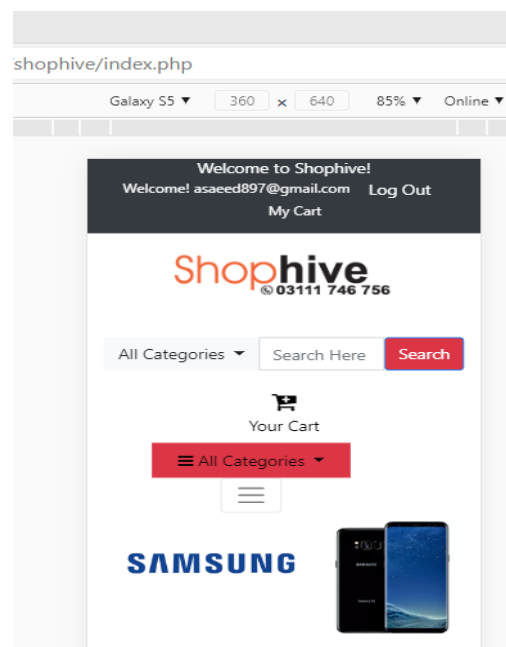 shophive/index.php
Galaxy S5 ▼ 360 x 640 85% ▼ Online ▼
Welcome to Shophive!
Welcome! asaeed897@gmail.com Log Out
My Cart
Shophive
03111 746 756
All Categories Search Here Search
Your Cart
All Categories
SAMSUNG